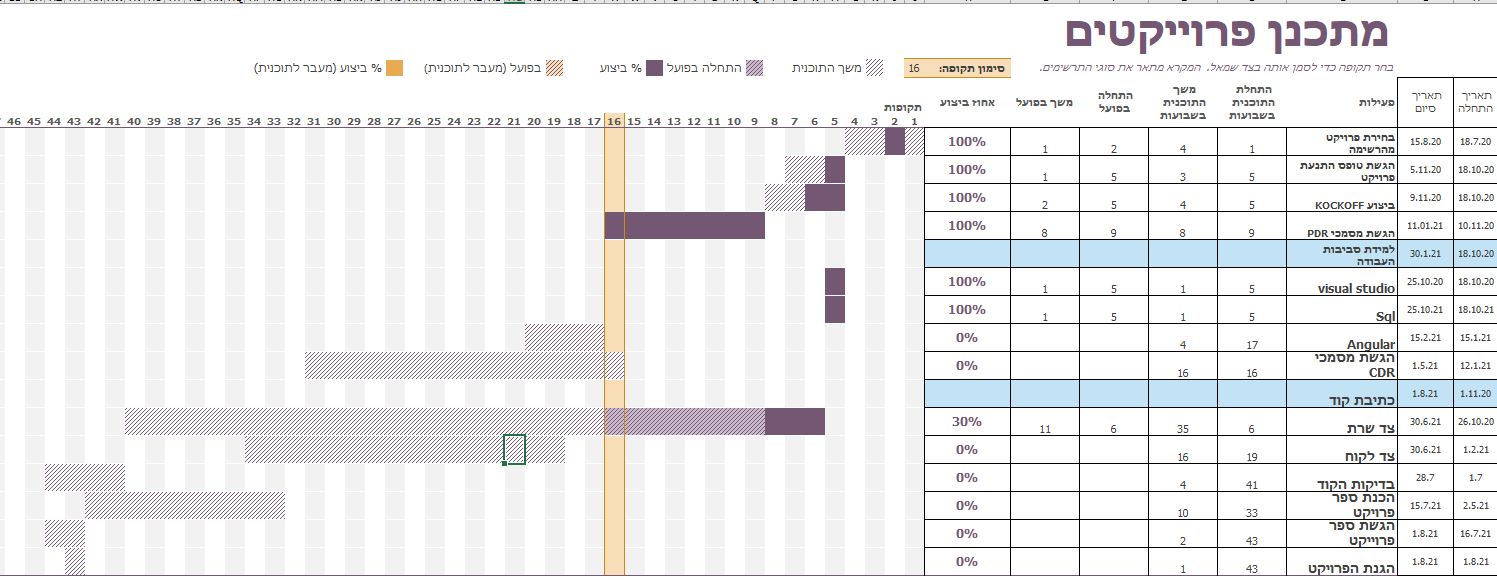 מתכנן פרוייקטים
בחר תקופה כדי לסמן אותה בצד שמאל. המקרא מתאר את סוגי התרשימים.
סימון תקופה: 16
משך התוכנית
התחלה בפועל
% ביצוע
בפועל (מעבר לתוכנית)
% ביצוע (מעבר לתוכנית)
תאריך התחלה תאריך סיום פעילות התחלת התוכנית בשבועות משך התוכנית בשבועות התחלה בפועל משך בפועל אחוז ביצוע תקופות
1 2 3 4 5 6 7 8 9 10 11 12 13 14 15 16 17 18 19 20 21 22 23 24 25 26 27 28 29 30 31 32 33 34 35 36 37 38 39 40 41 42 43 44 45 46
18.7.20 15.8.20 בחירת פרויקט מהרשימה 1 4 2 1 100%
18.10.20 5.11.20 הגשת טופס התנעת פרויקט 5 3 5 1 100%
18.10.20 9.11.20 ביצוע KOCKOFF 5 4 5 2 100%
10.11.20 11.01.21 הגשת מסמכי PDR 9 8 9 8 100%
18.10.20 30.1.21 למידת סביבות העבודה
18.10.20 25.10.20 visual studio 5 1 5 1 100%
18.10.21 25.10.21 Sql 5 1 5 1 100%
15.1.21 15.2.21 Angular 17 4 0%
12.1.21 1.5.21 הגשת מסמכי CDR 16 16 0%
1.11.20 1.8.21 כתיבת קוד
26.10.20 30.6.21 צד שרת 6 35 6 11 30%
1.2.21 30.6.21 צד לקוח 19 16 0%
1.7 28.7 בדיקות הקוד 41 4 0%
2.5.21 15.7.21 הכנת ספר פרויקט 33 10 0%
16.7.21 1.8.21 הגשת ספר פרוייקט 43 2 0%
1.8.21 1.8.21 הגנת הפרויקט 43 1 0%